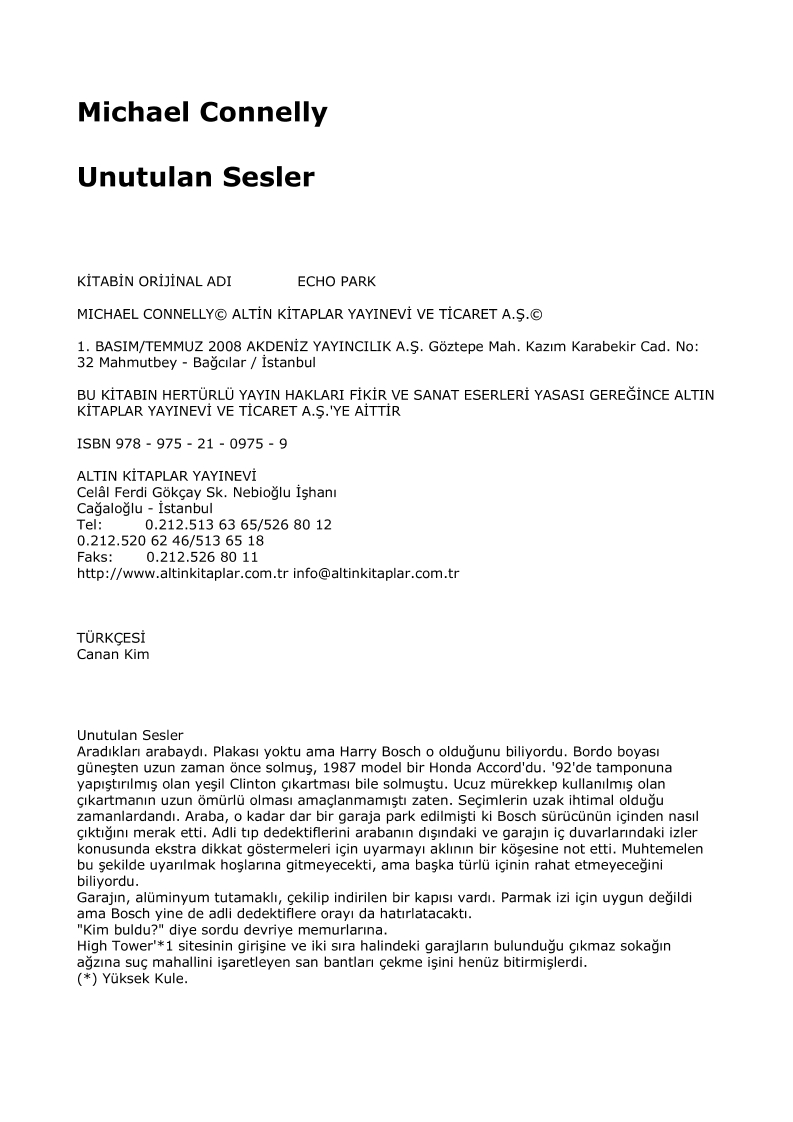 Michael Connelly
Unutulan Sesler
KİTABİN ORİJİNAL ADI ECHO PARK
MICHAEL CONNELLY© ALTİN KİTAPLAR YAYINEVİ VE TİCARET A.Ş.©
1. BASIM/TEMMUZ 2008 AKDENİZ YAYINCILIK A.Ş. Göztepe Mah. Kazım Karabekir Cad. No:
32 Mahmutbey - Bağcılar / İstanbul
BU KİTABIN HERTÜRLÜ YAYIN HAKLARI FİKİR VE SANAT ESERLERİ YASASI GEREĞİNCE ALTIN
KİTAPLAR YAYINEVİ VE TİCARET A.Ş.'YE AİTTİR
ISBN 978 - 975 - 21 - 0975 - 9
ALTIN KİTAPLAR YAYINEVİ
Celâl Ferdi Gökçay Sk. Nebioğlu İşhanı
Cağaloğlu - İstanbul
Tel: 0.212.513 63 65/526 80 12
0.212.520 62 46/513 65 18
Faks: 0.212.526 80 11
http://www.altinkitaplar.com.tr info@altinkitaplar.com.tr
TÜRKÇESİ
Canan Kim
Unutulan Sesler
Aradıkları arabaydı. Plakası yoktu ama Harry Bosch o olduğunu biliyordu. Bordo boyası
güneşten uzun zaman önce solmuş, 1987 model bir Honda Accord'du. '92'de tamponuna
yapıştırılmış olan yeşil Clinton çıkartması bile solmuştu. Ucuz mürekkep kullanılmış olan
çıkartmanın uzun ömürlü olması amaçlanmamıştı zaten. Seçimlerin uzak ihtimal olduğu
zamanlardandı. Araba, o kadar dar bir garaja park edilmişti ki Bosch sürücünün içinden nasıl
çıktığını merak etti. Adli tıp dedektiflerini arabanın dışındaki ve garajın iç duvarlarındaki izler
konusunda ekstra dikkat göstermeleri için uyarmayı aklının bir köşesine not etti. Muhtemelen
bu şekilde uyarılmak hoşlarına gitmeyecekti, ama başka türlü içinin rahat etmeyeceğini
biliyordu.
Garajın, alüminyum tutamaklı, çekilip indirilen bir kapısı vardı. Parmak izi için uygun değildi
ama Bosch yine de adli dedektiflere orayı da hatırlatacaktı.
"Kim buldu?" diye sordu devriye memurlarına.
High Tower'*1 sitesinin girişine ve iki sıra halindeki garajların bulunduğu çıkmaz sokağın
ağzına suç mahallini işaretleyen san bantları çekme işini henüz bitirmişlerdi.
(*) Yüksek Kule.